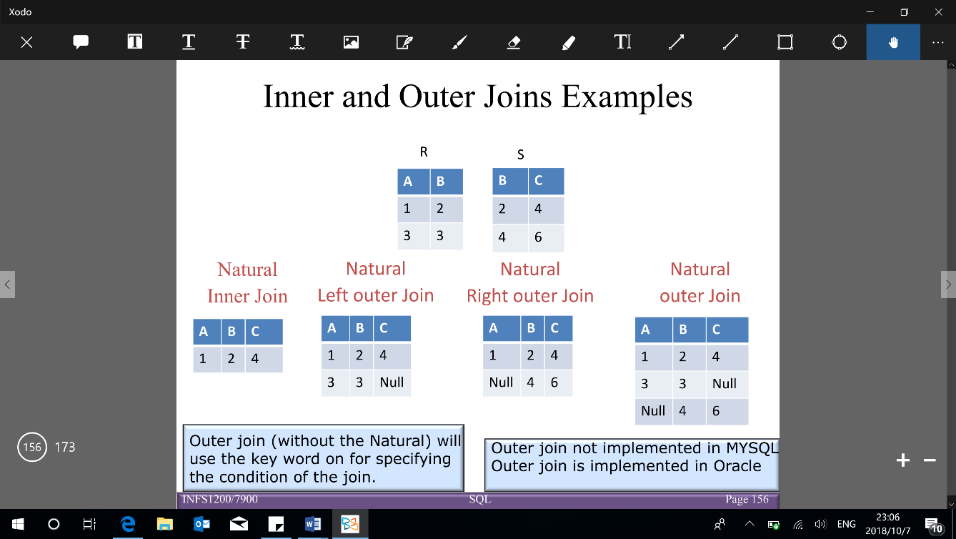 Xodo
Inner and Outer Joins Examples
R
S
A B
B C
1 2
2 4
3 3
4 6
Natural
Inner Join
Natural
Left outer Join
Natural
Right outer Join
Natural
outer Join
A B C
1 2 4
A B C
1 2 4
3 3 Null
A B C
1 2 4
Null 4 6
A B C
1 2 4
3 3 Null
Null 4 6
Outer join (without the Natural) will
use the key word on for specifying
the condition of the join.
Outer join not implemented in MYSQL
Outer join is implemented in Oracle
156 173
INFS1200/7900 SQL Page 156
ENG
23:06
2018/10/7
10